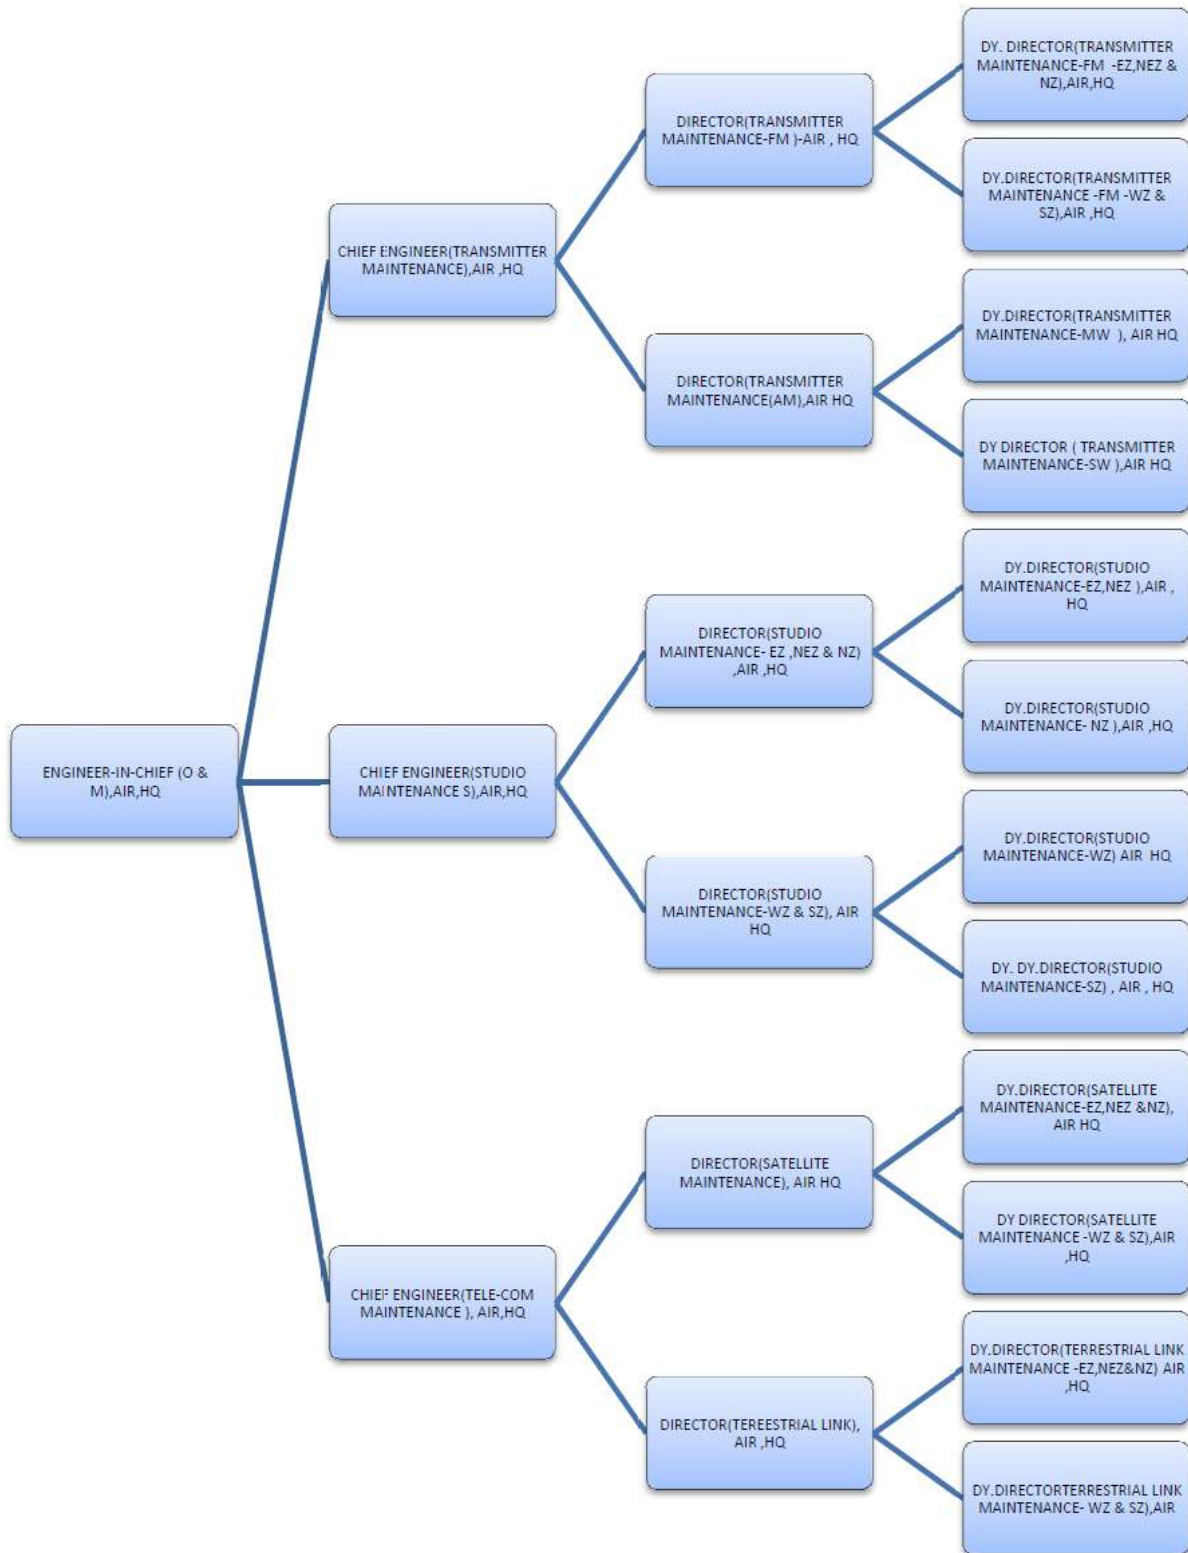 ENGINEER-IN-CHIEF (O &
M),AIR,HQ
CHIEF ENGINEER(TRANSMITTER
MAINTENANCE),AIR ,HQ
DIRECTOR(TRANSMITTER
MAINTENANCE-FM )-AIR , HQ
DY. DIRECTOR(TRANSMITTER
MAINTENANCE-FM -EZ,NEZ &
NZ),AIR,HQ
DY.DIRECTOR(TRANSMITTER
MAINTENANCE -FM -WZ &
SZ),AIR ,HQ
DIRECTOR(TRANSMITTER
MAINTENANCE(AM),AIR HQ
DY.DIRECTOR(TRANSMITTER
MAINTENANCE-MW ), AIR HQ
DY DIRECTOR ( TRANSMITTER
MAINTENANCE-SW ),AIR HQ
CHIEF ENGINEER(STUDIO
MAINTENANCE S),AIR,HQ
DIRECTOR(STUDIO
MAINTENANCE- EZ ,NEZ & NZ)
,AIR ,HQ
DY.DIRECTOR(STUDIO
MAINTENANCE-EZ,NEZ ),AIR ,
HQ
DY.DIRECTOR(STUDIO
MAINTENANCE- NZ ),AIR ,HQ
DIRECTOR(STUDIO
MAINTENANCE-WZ & SZ), AIR
HQ
DY.DIRECTOR(STUDIO
MAINTENANCE-WZ) AIR HQ
DY. DY.DIRECTOR(STUDIO
MAINTENANCE-SZ) , AIR , HQ
CHIEF ENGINEER(TELE-COM
MAINTENANCE ), AIR,HQ
DIRECTOR(SATELLITE
MAINTENANCE), AIR HQ
DY.DIRECTOR(SATELLITE
MAINTENANCE-EZ,NEZ &NZ),
AIR HQ
DY DIRECTOR(SATELLITE
MAINTENANCE -WZ & SZ),AIR
,HQ
DIRECTOR(TEREESTRIAL LINK),
AIR ,HQ
DY.DIRECTOR(TERRESTRIAL LINK
MAINTENANCE -EZ,NEZ&NZ) AIR
,HQ
DY.DIRECTORTERRESTRIAL LINK
MAINTENANCE- WZ & SZ),AIR